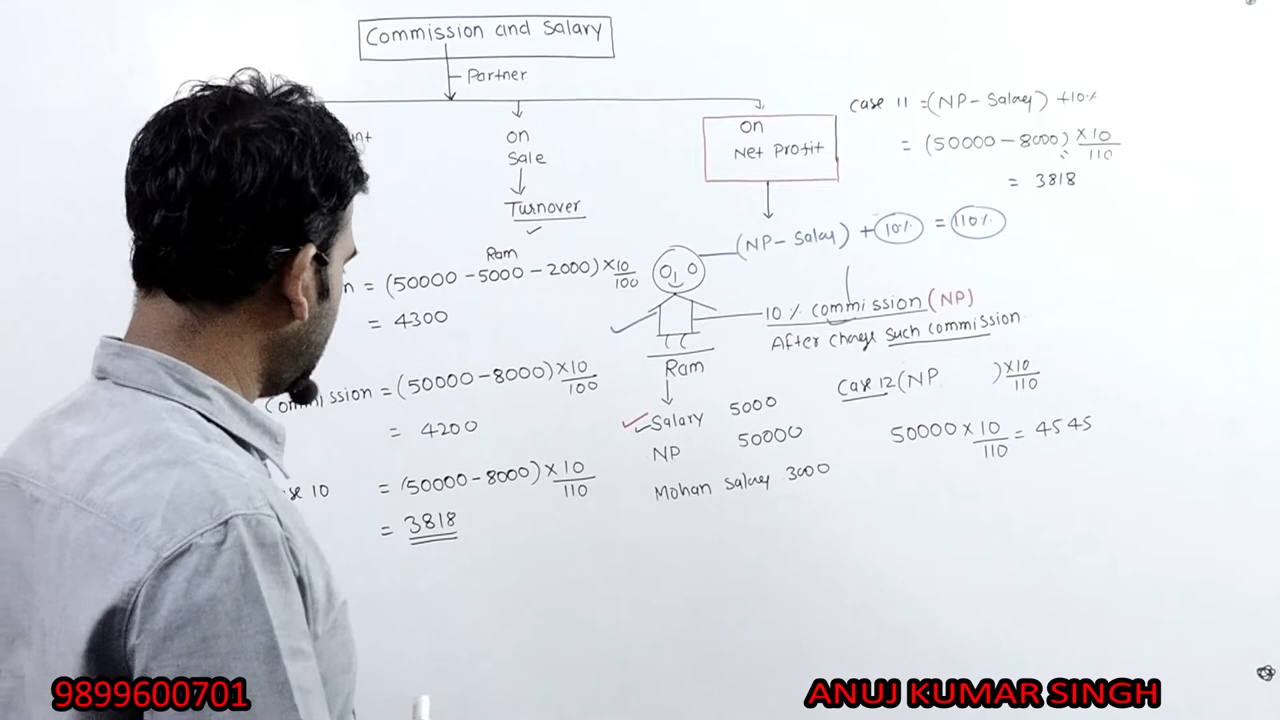 Commission and Salary
Partner
on
Sale
Turnover
on
Net Profit
Case 11 = (NP - Salary) + 10%
= (50000 - 8000) × 10/110
= 3818
(NP - Salary) + 10% = 110%
Ram
= (50000 - 5000 - 2000) × 10/100
= 4300
10 % commission (NP)
After charge such commission
Ram
Commission = (50000 - 8000) × 10/100
= 4200
Salary 5000
NP 50000
Mohan Salary 3000
Case 12 (NP ) × 10/110
50000 × 10/110 = 4545
10 = (50000 - 8000) × 10/110
= 3818
9899600701
ANUJ KUMAR SINGH